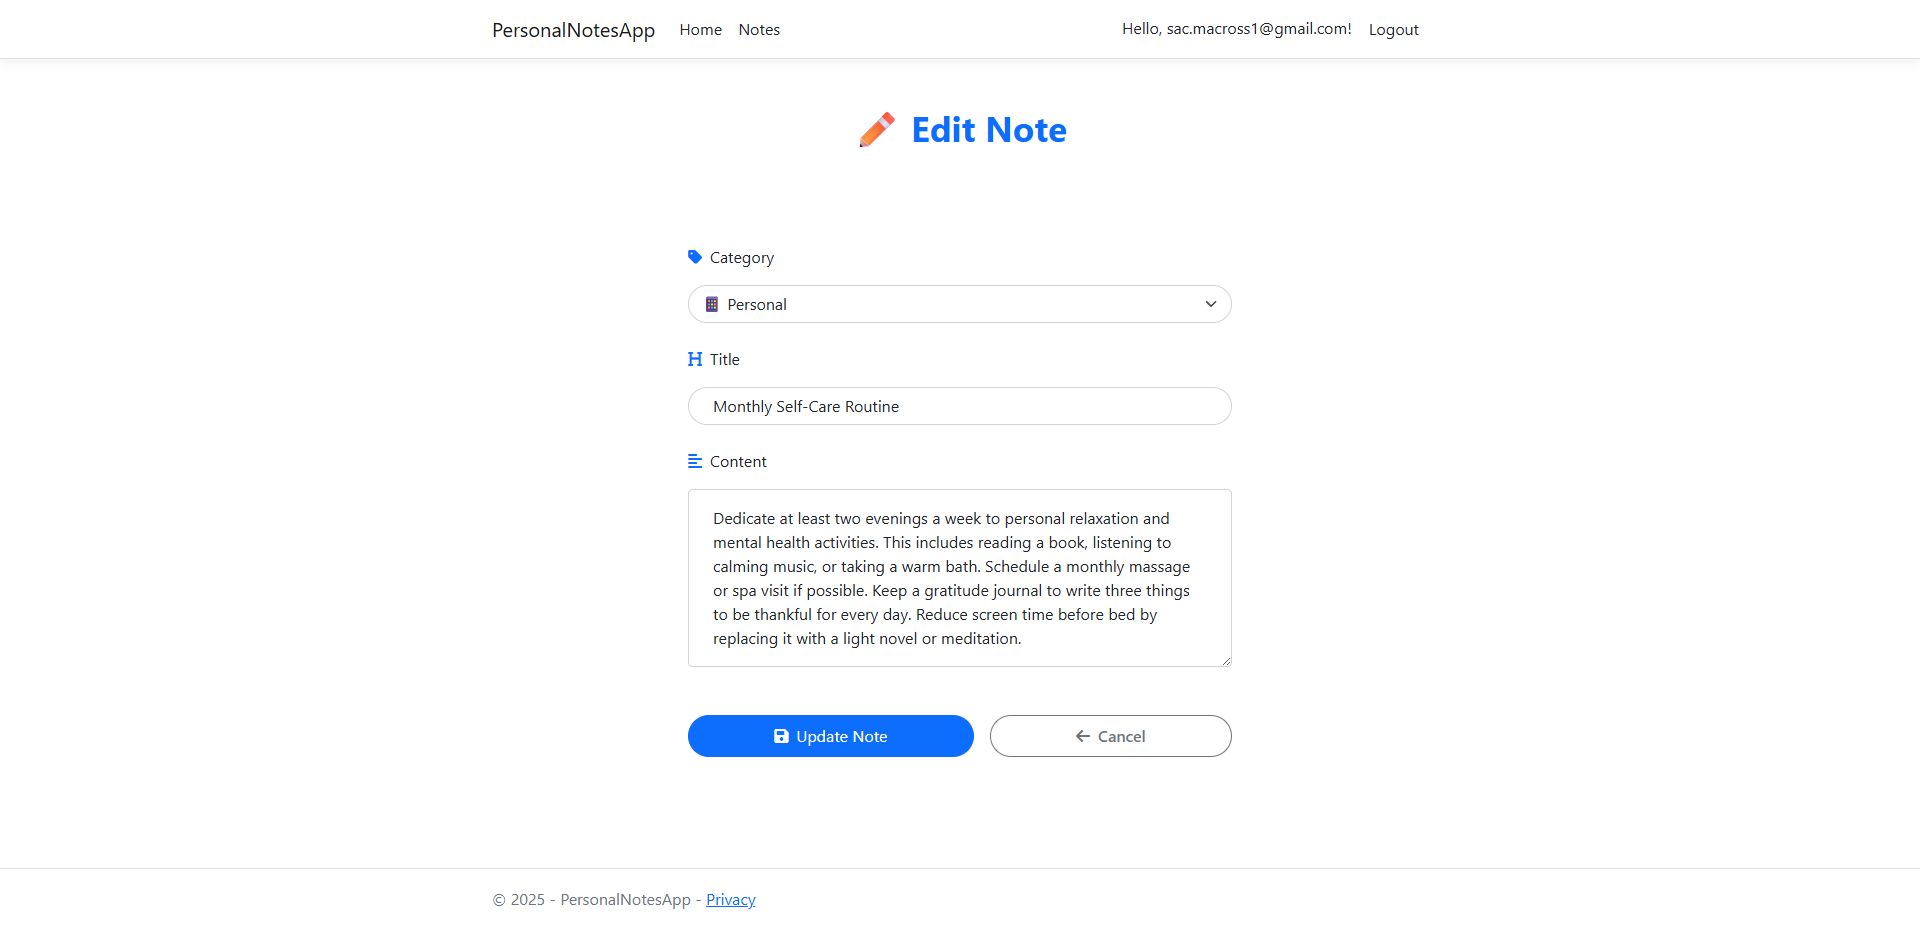 PersonalNotesApp Home Notes Hello, sac.macross1@gmail.com! Logout
Edit Note
Category
Personal
Title
Monthly Self-Care Routine
Content
Dedicate at least two evenings a week to personal relaxation and
mental health activities. This includes reading a book, listening to
calming music, or taking a warm bath. Schedule a monthly massage
or spa visit if possible. Keep a gratitude journal to write three things
to be thankful for every day. Reduce screen time before bed by
replacing it with a light novel or meditation.
Update Note Cancel
© 2025 - PersonalNotesApp - Privacy